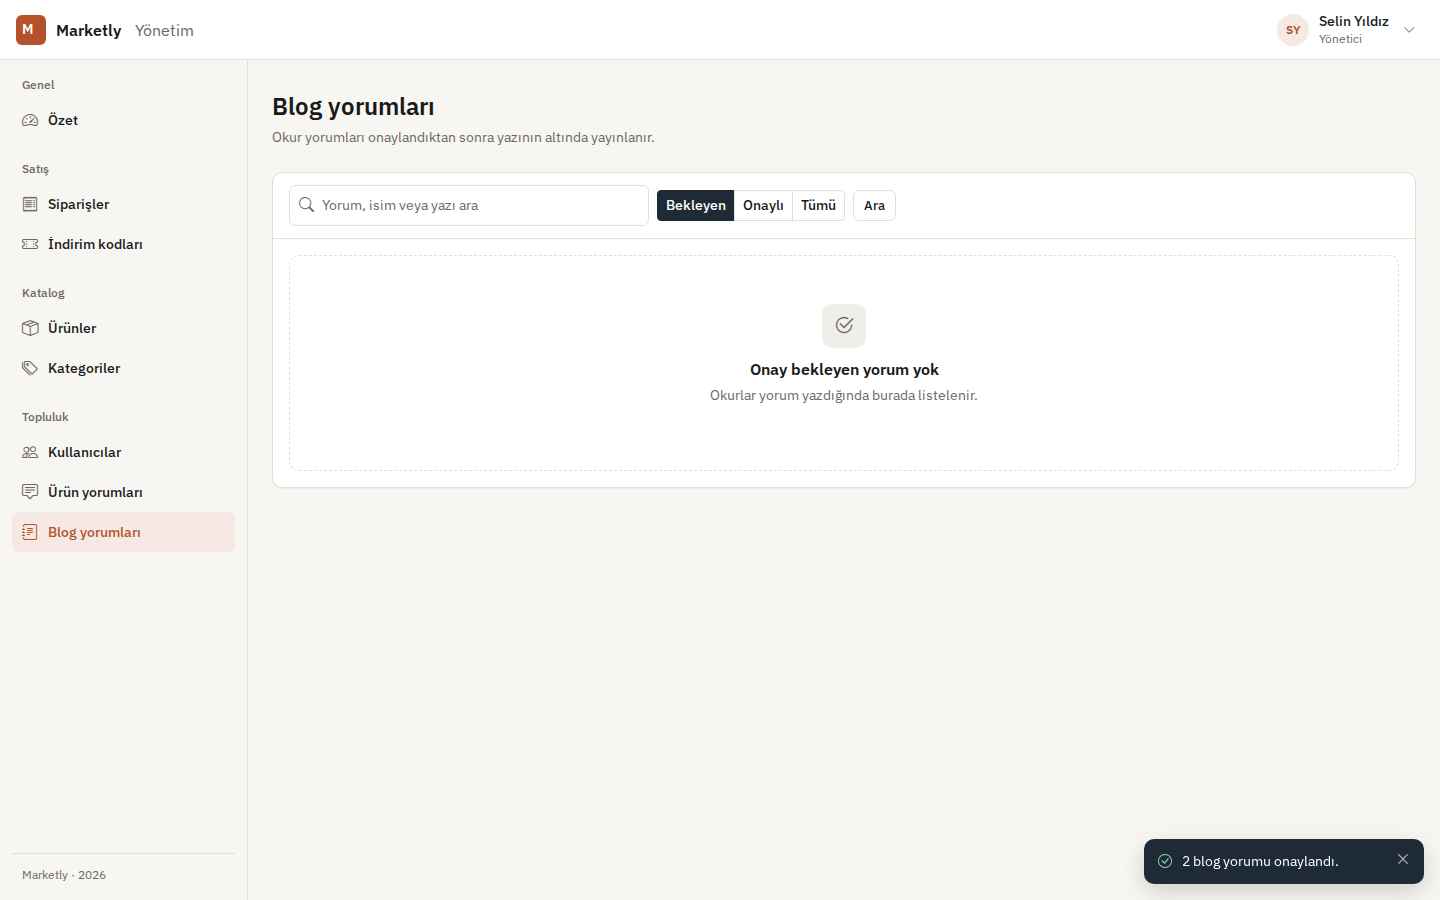 M Marketly Yönetim
SY Selin Yıldız
Yönetici
Genel
Özet
Satış
Siparişler
İndirim kodları
Katalog
Ürünler
Kategoriler
Topluluk
Kullanıcılar
Ürün yorumları
Blog yorumları
Marketly · 2026
Blog yorumları
Okur yorumları onaylandıktan sonra yazının altında yayınlanır.
Yorum, isim veya yazı ara
Bekleyen Onaylı Tümü Ara
Onay bekleyen yorum yok
Okurlar yorum yazdığında burada listelenir.
2 blog yorumu onaylandı.